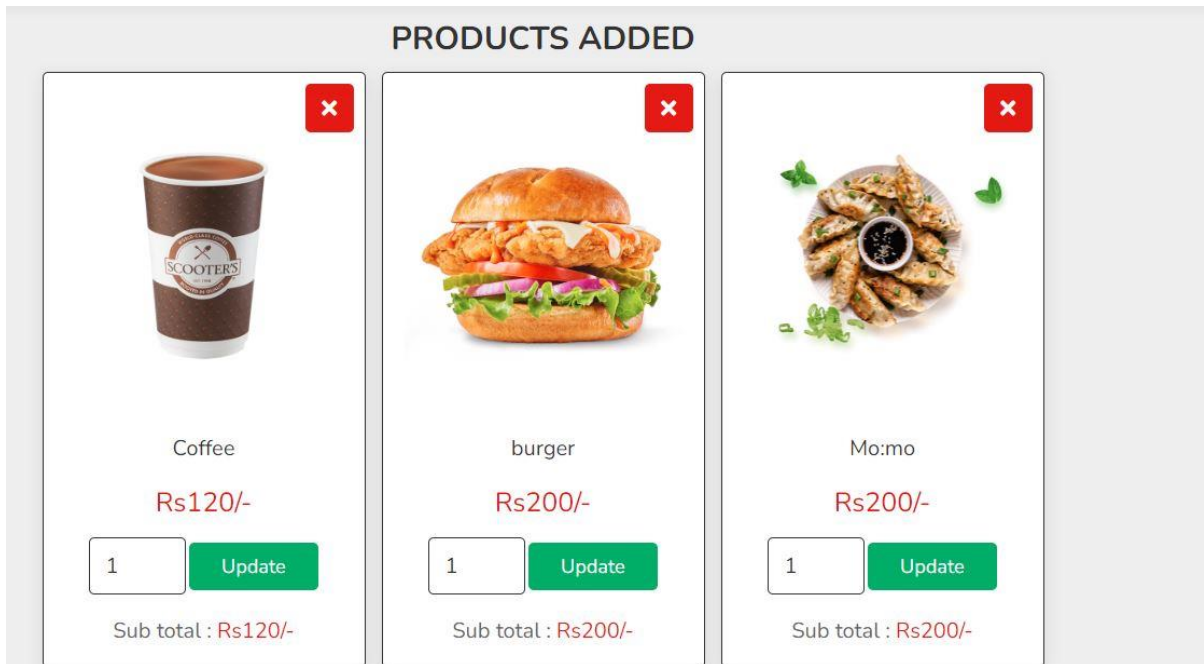 PRODUCTS ADDED
SCOOTER'S
Coffee
Rs120/-
1
Update
Sub total : Rs120/-
burger
Rs200/-
1
Update
Sub total : Rs200/-
Mo:mo
Rs200/-
1
Update
Sub total : Rs200/-